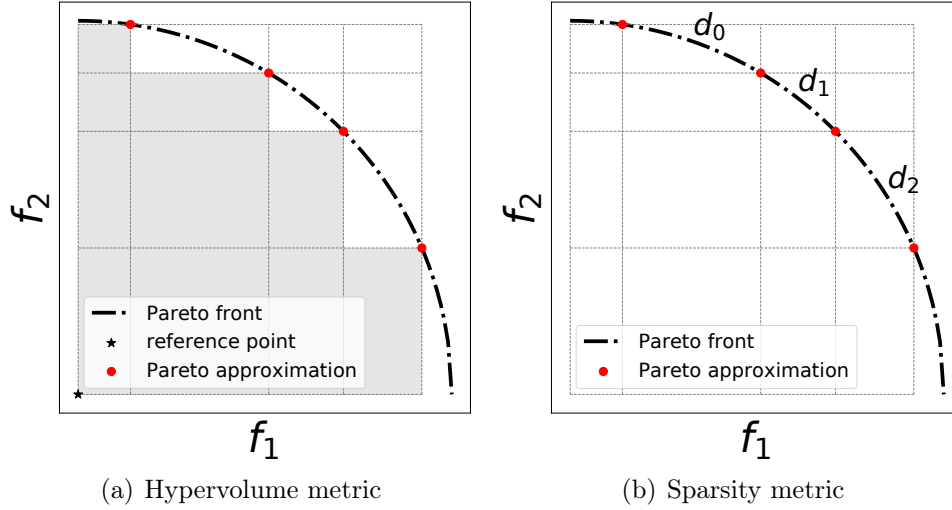 f2
Pareto front
reference point
Pareto approximation
f1
(a) Hypervolume metric
d0
d1
d2
f2
Pareto front
Pareto approximation
f1
(b) Sparsity metric